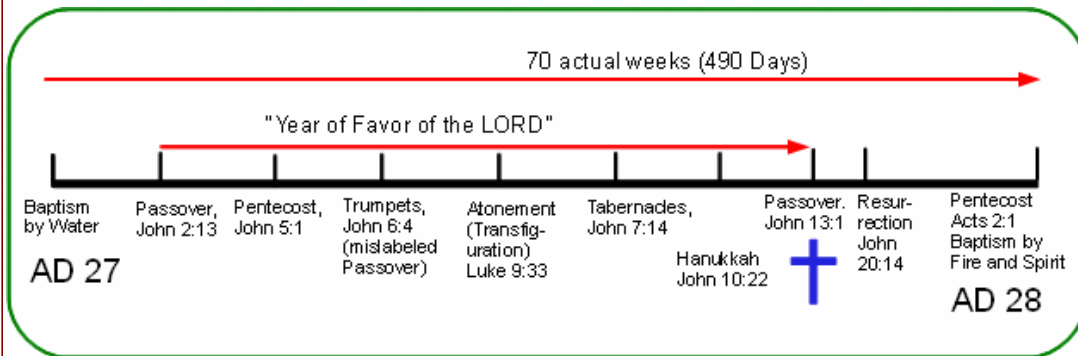 70 actual weeks (490 Days)
"Year of Favor of the LORD"
Baptism
by Water
AD 27
Passover,
John 2:13
Pentecost,
John 5:1
Trumpets,
John 6:4
(mislabeled
Passover)
Atonement
(Transfig-
uration)
Luke 9:33
Tabernacles,
John 7:14
Hanukkah
John 10:22
Passover.
John 13:1
Resur-
rection
John
20:14
Pentecost
Acts 2:1
Baptism by
Fire and Spirit
AD 28